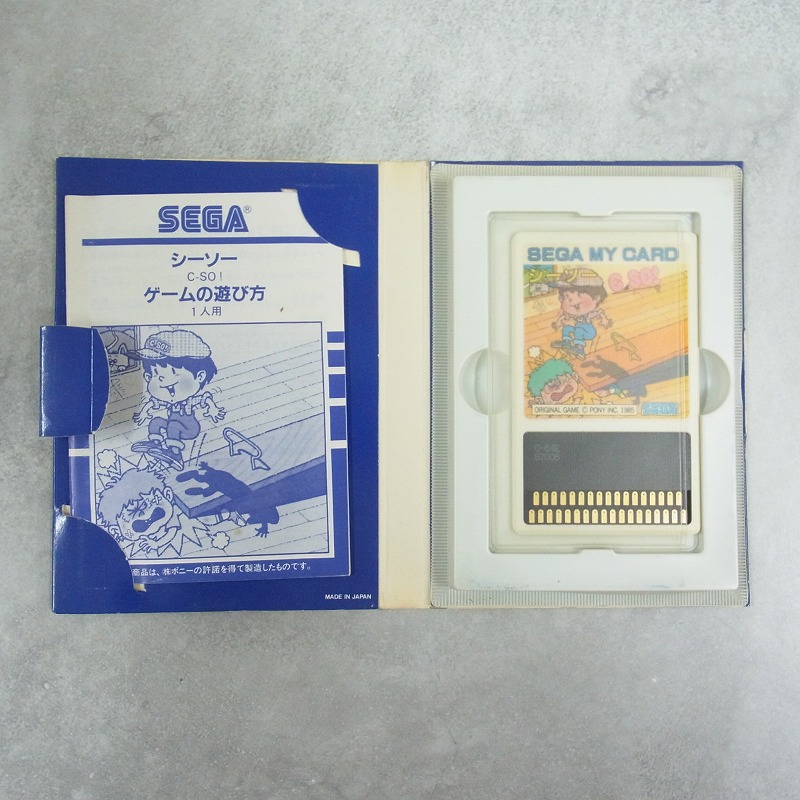 SEGA®
シーソー
C-SO!
ゲームの遊び方
1人用
C-SO!
商品は、㈱ポニーの許諾を得て製造したものです。
MADE IN JAPAN
SEGA MY CARD
シーソー
C-SO!
ORIGINAL GAME © PONY INC. 1985